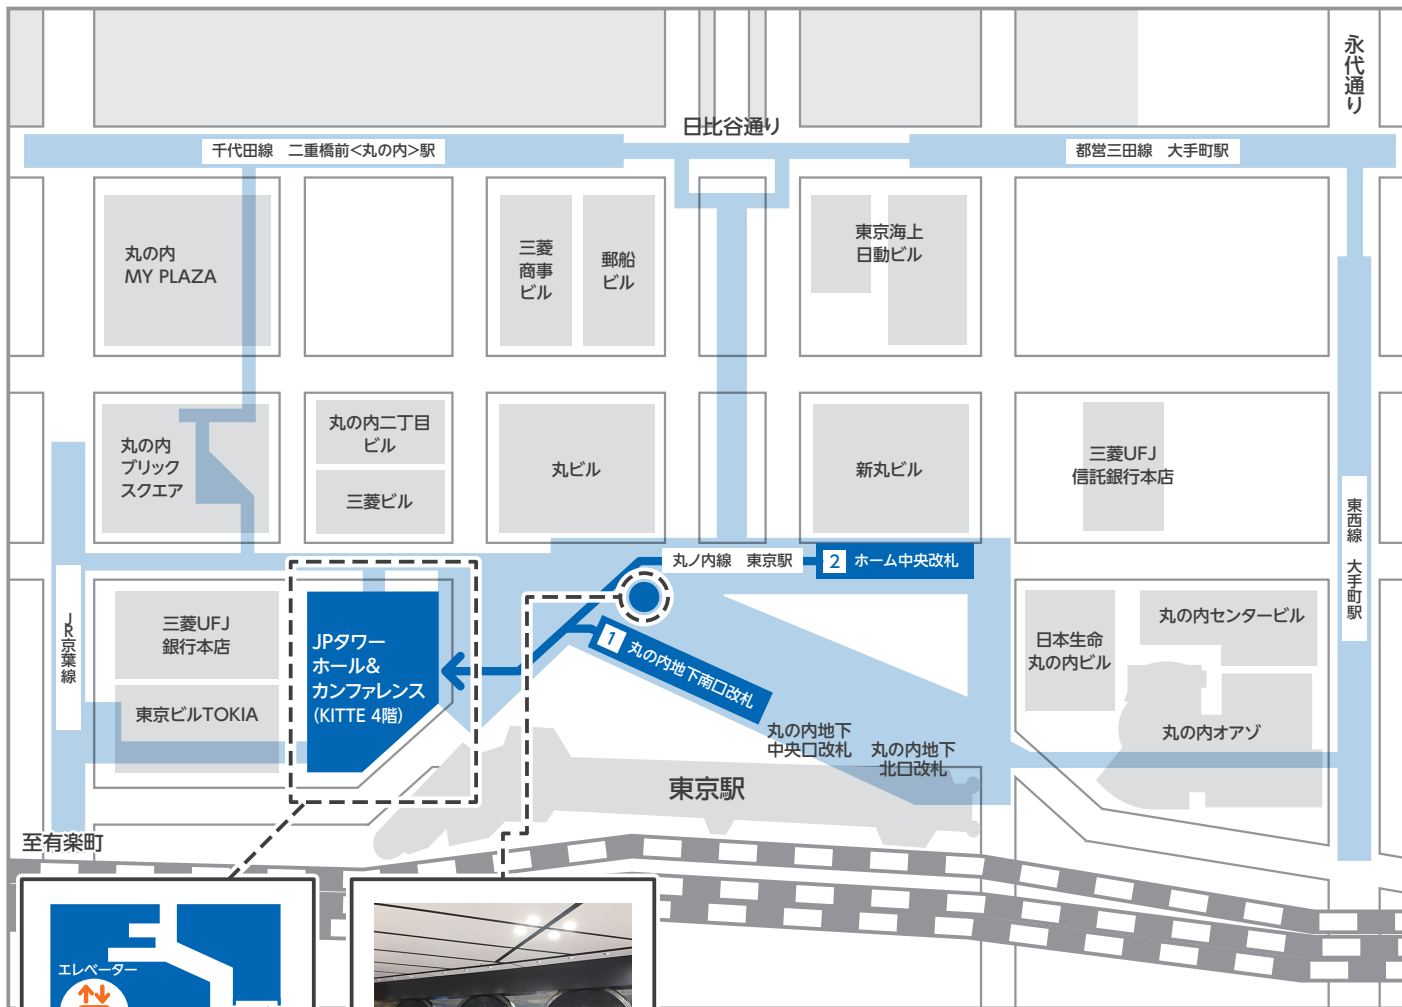 永代通り
日比谷通り
千代田線 二重橋前<丸の内>駅
都営三田線 大手町駅
丸の内
MY PLAZA
三菱
商事
ビル
郵船
ビル
東京海上
日動ビル
丸の内
ブリック
スクエア
丸の内二丁目
ビル
三菱ビル
丸ビル
新丸ビル
三菱UFJ
信託銀行本店
東西線 大手町駅
丸ノ内線 東京駅
2 ホーム中央改札
1 丸の内地下南口改札
JR京葉線
三菱UFJ
銀行本店
東京ビルTOKIA
JPタワー
ホール&
カンファレンス
(KITTE 4階)
日本生命
丸の内ビル
丸の内センタービル
丸の内オアゾ
丸の内地下
中央口改札
丸の内地下
北口改札
東京駅
至有楽町
エレベーター